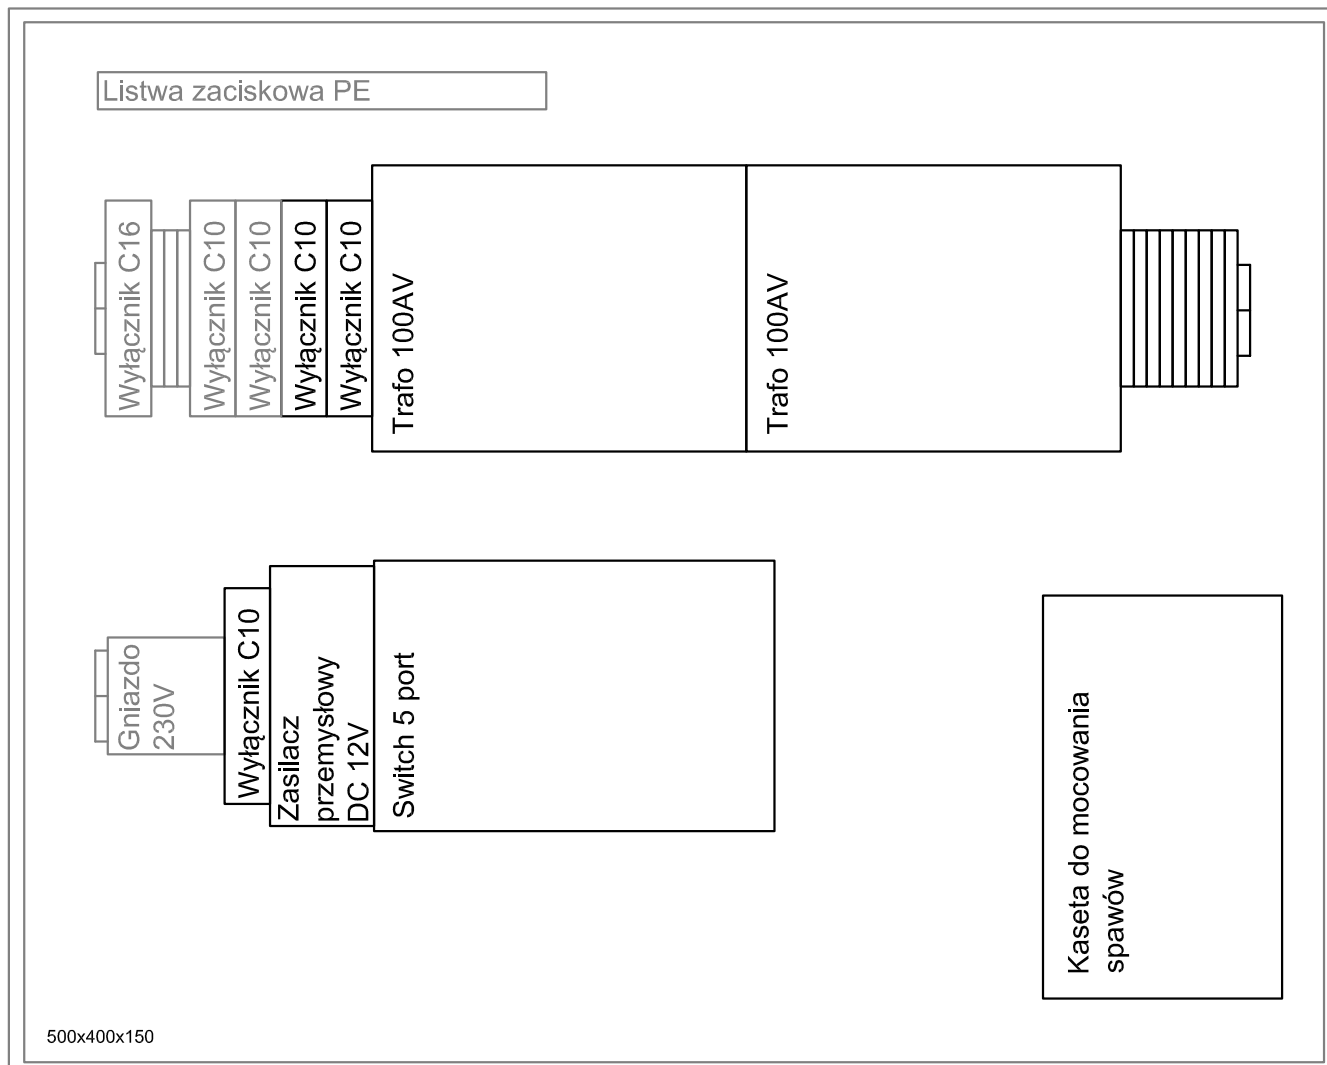 Listwa zaciskowa PE
Wyłącznik C16
Wyłącznik C10
Wyłącznik C10
Wyłącznik C10
Wyłącznik C10
Trafo 100AV
Trafo 100AV
Gniazdo
230V
Wyłącznik C10
Zasilacz
przemysłowy
DC 12V
Switch 5 port
Kaseta do mocowania
spawów
500x400x150